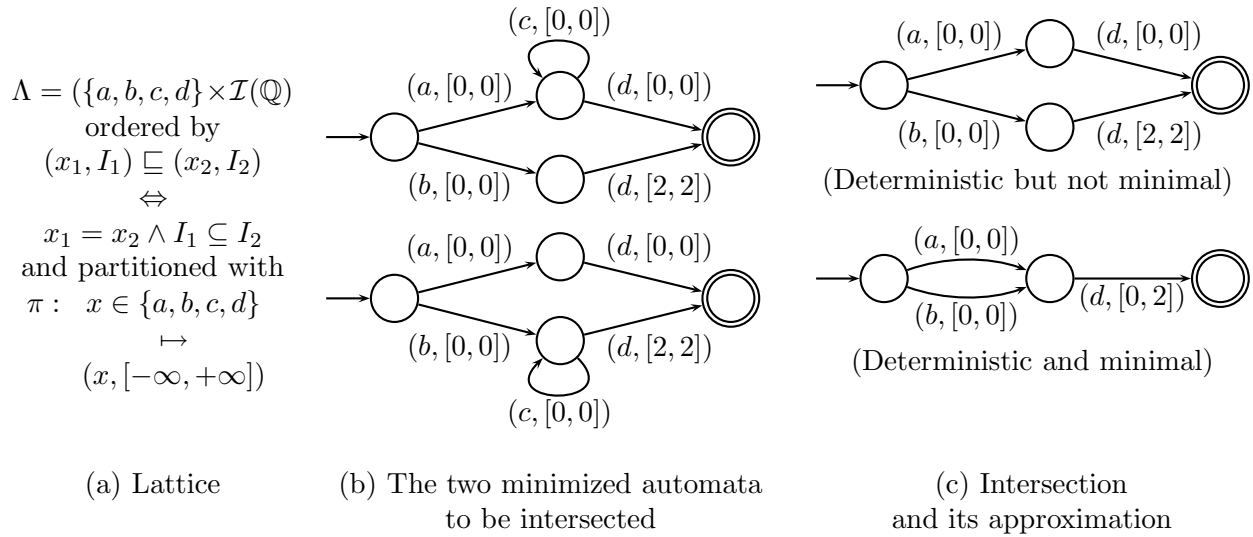 Λ = ({a, b, c, d}×𝓘(ℚ)
ordered by
(x₁, I₁) ⊑ (x₂, I₂)
⇔
x₁ = x₂ ∧ I₁ ⊆ I₂
and partitioned with
π : x ∈ {a, b, c, d}
↦
(x, [−∞, +∞])
(a) Lattice
(c, [0, 0])
(a, [0, 0])
(d, [0, 0])
(b, [0, 0])
(d, [2, 2])
(a, [0, 0])
(d, [0, 0])
(b, [0, 0])
(d, [2, 2])
(c, [0, 0])
(b) The two minimized automata
to be intersected
(a, [0, 0])
(d, [0, 0])
(b, [0, 0])
(d, [2, 2])
(Deterministic but not minimal)
(a, [0, 0])
(b, [0, 0])
(d, [0, 2])
(Deterministic and minimal)
(c) Intersection
and its approximation